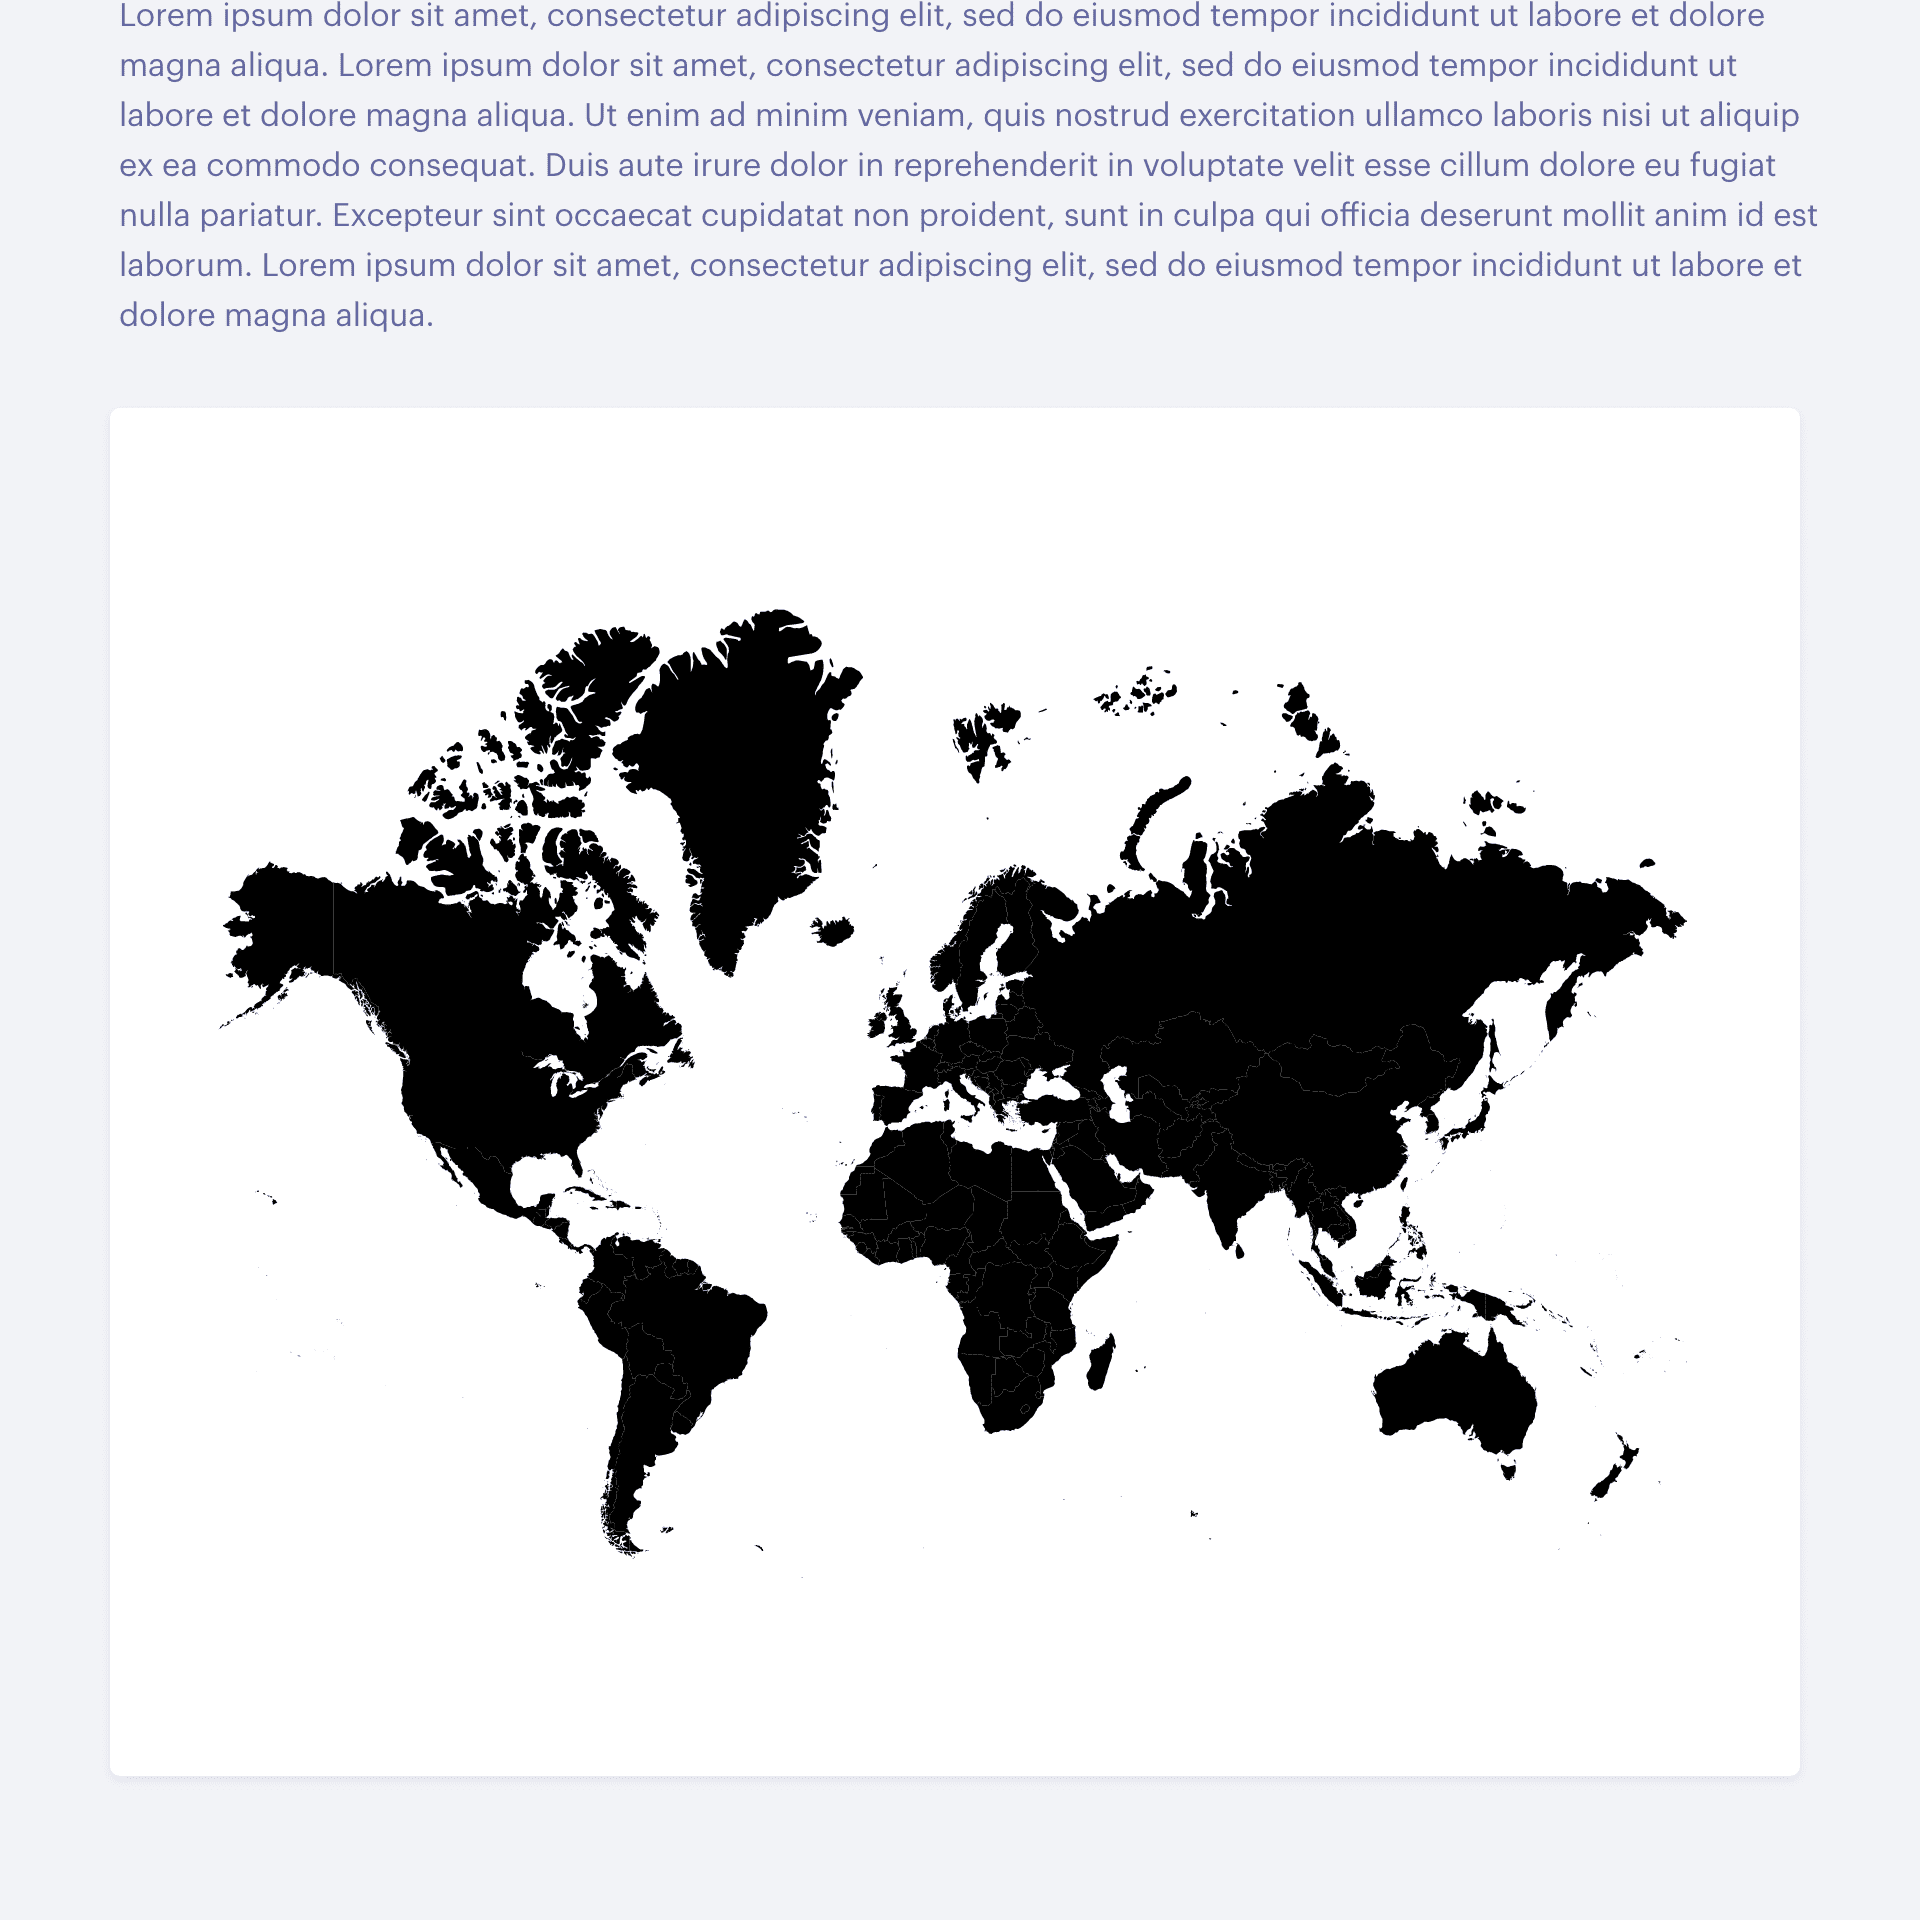 Lorem ipsum dolor sit amet, consectetur adipiscing elit, sed do eiusmod tempor incididunt ut labore et dolore
magna aliqua. Lorem ipsum dolor sit amet, consectetur adipiscing elit, sed do eiusmod tempor incididunt ut
labore et dolore magna aliqua. Ut enim ad minim veniam, quis nostrud exercitation ullamco laboris nisi ut aliquip
ex ea commodo consequat. Duis aute irure dolor in reprehenderit in voluptate velit esse cillum dolore eu fugiat
nulla pariatur. Excepteur sint occaecat cupidatat non proident, sunt in culpa qui officia deserunt mollit anim id est
laborum. Lorem ipsum dolor sit amet, consectetur adipiscing elit, sed do eiusmod tempor incididunt ut labore et
dolore magna aliqua.